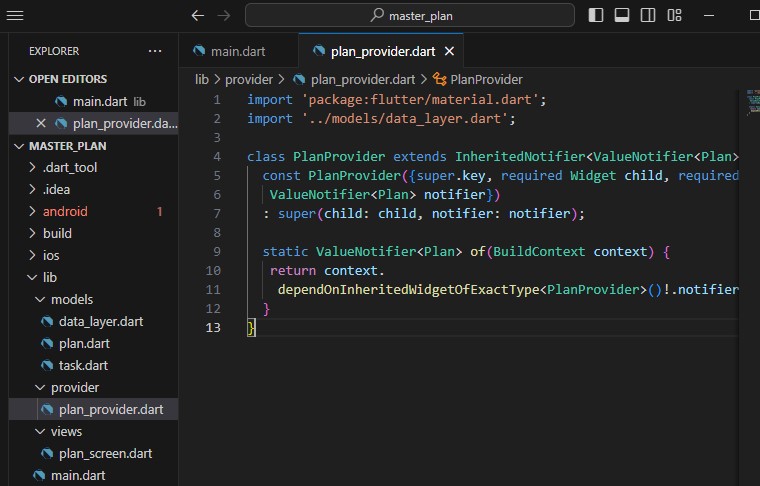 master_plan
EXPLORER
OPEN EDITORS
main.dart lib
plan_provider.da...
MASTER_PLAN
.dart_tool
.idea
android 1
build
ios
lib
models
data_layer.dart
plan.dart
task.dart
provider
plan_provider.dart
views
plan_screen.dart
main.dart
main.dart
plan_provider.dart
lib > provider > plan_provider.dart > PlanProvider
1 import 'package:flutter/material.dart';
2 import '../models/data_layer.dart';
3
4 class PlanProvider extends InheritedNotifier<ValueNotifier<Plan>
5 const PlanProvider({super.key, required Widget child, required
6 ValueNotifier<Plan> notifier})
7 : super(child: child, notifier: notifier);
8
9 static ValueNotifier<Plan> of(BuildContext context) {
10 return context.
11 dependOnInheritedWidgetOfExactType<PlanProvider>()!.notifier
12 }
13 }